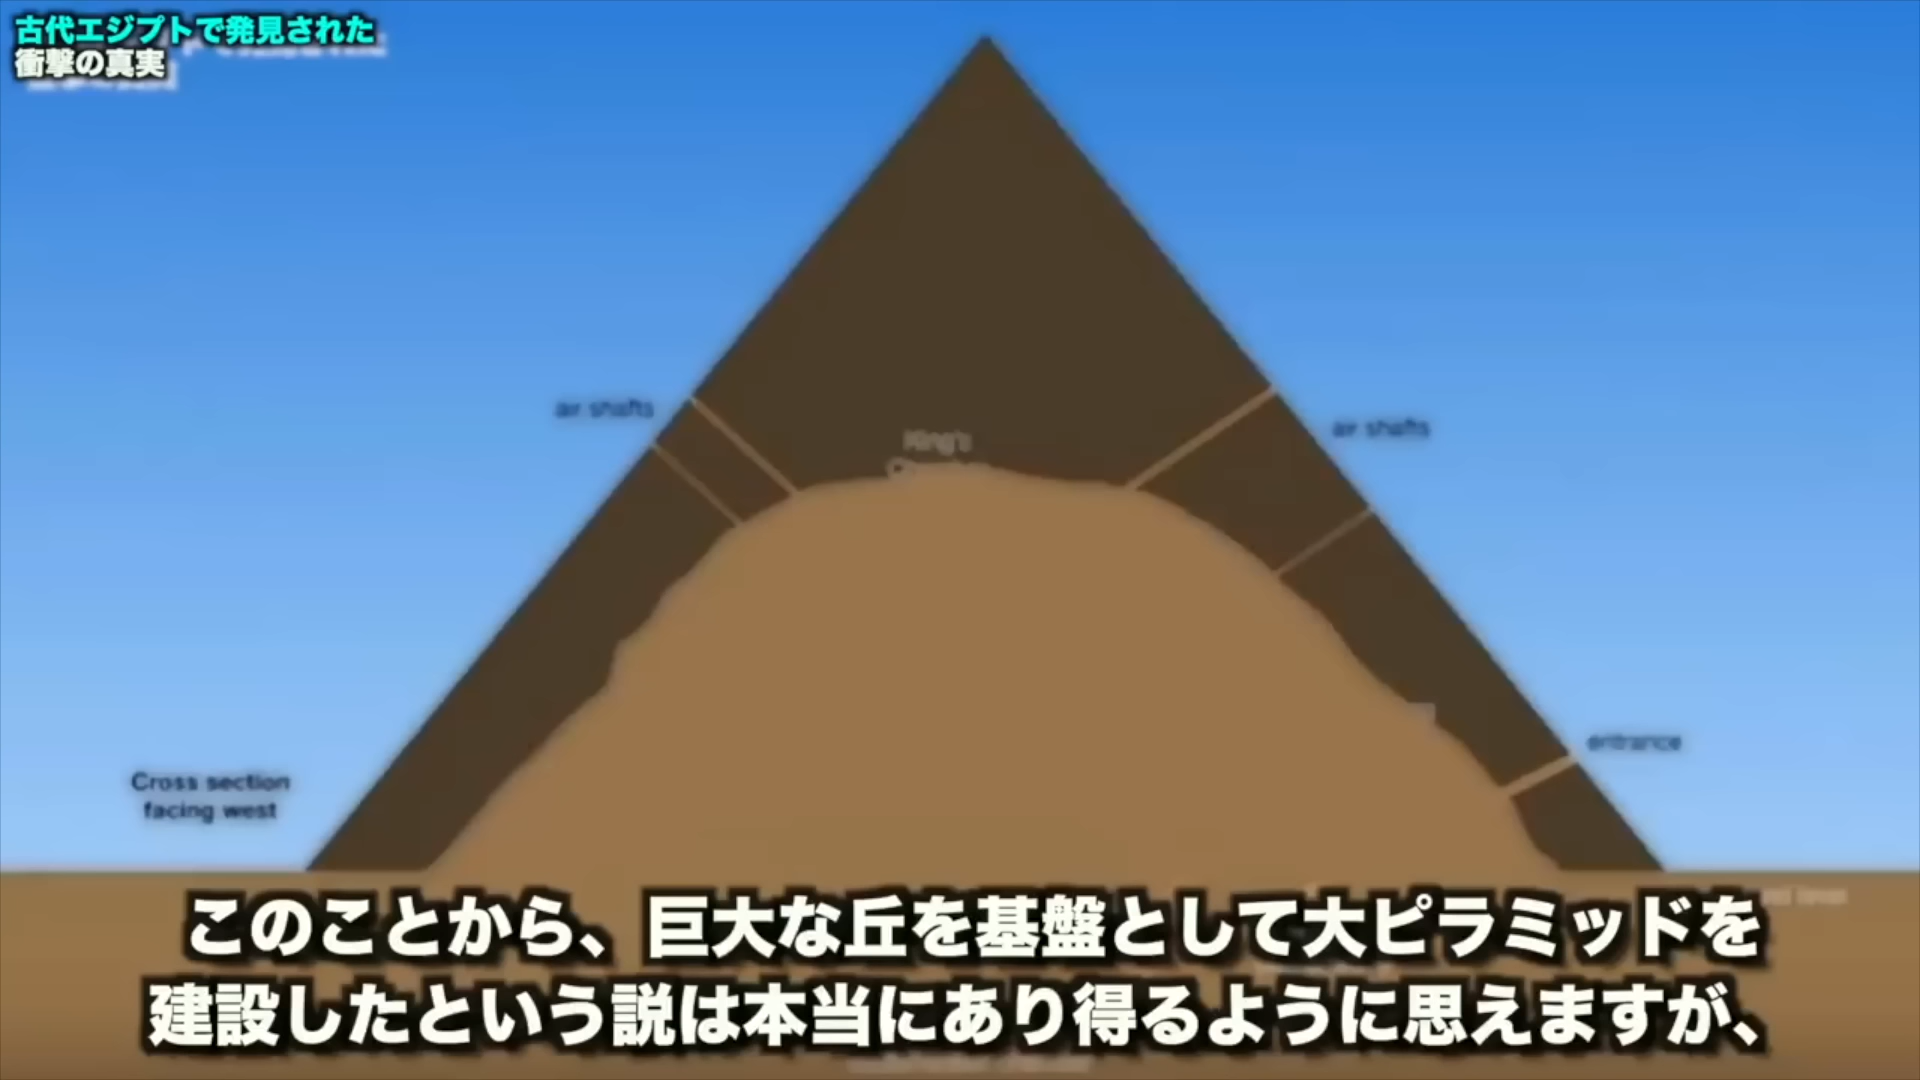 古代エジプトで発見された
衝撃の真実
air shafts
King's
air shafts
entrance
Cross section
facing west
このことから、巨大な丘を基盤として大ピラミッドを
建設したという説は本当にあり得るように思えますが、